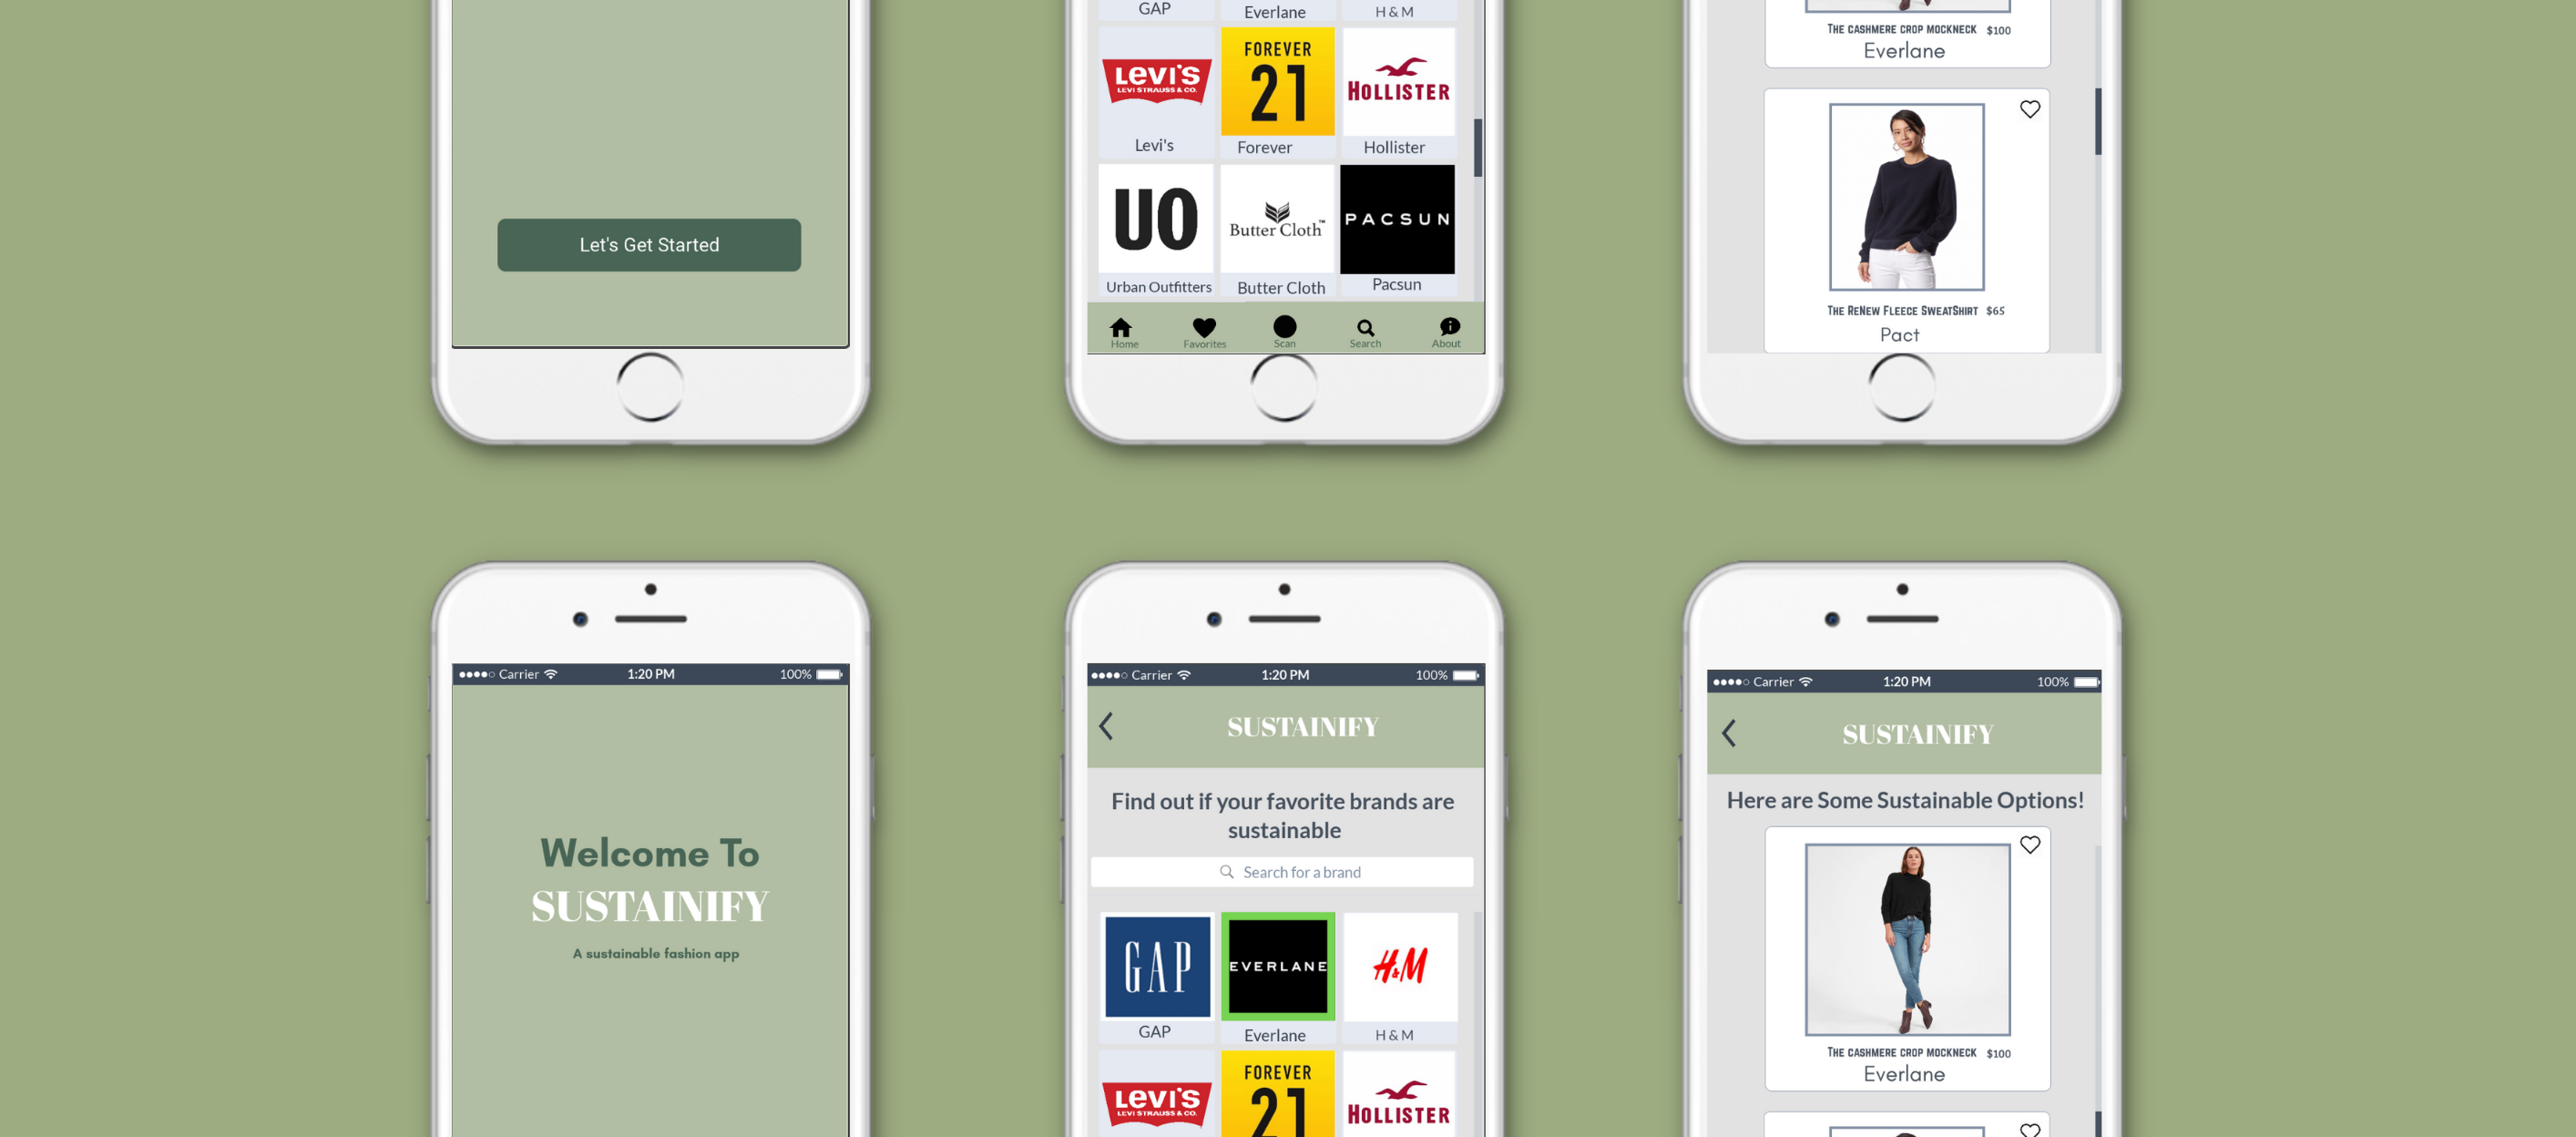 Let's Get Started
GAP
Everlane
H & M
LEVI'S
LEVI STRAUSS & CO.
FOREVER
21
HOLLISTER
Levi's
Forever
Hollister
UO
Butter Cloth™
PACSUN
Urban Outfitters
Butter Cloth
Pacsun
Home
Favorites
Scan
Search
About
THE CASHMERE CROP MOCKNECK $100
Everlane
THE RENEW FLEECE SWEATSHIRT $65
Pact
Carrier 1:20 PM 100%
Welcome To
SUSTAINIFY
A sustainable fashion app
Carrier 1:20 PM 100%
SUSTAINIFY
Find out if your favorite brands are
sustainable
Search for a brand
GAP
EVERLANE
H&M
GAP
Everlane
H & M
LEVI'S
LEVI STRAUSS & CO.
FOREVER
21
HOLLISTER
Carrier 1:20 PM 100%
SUSTAINIFY
Here are Some Sustainable Options!
THE CASHMERE CROP MOCKNECK $100
Everlane